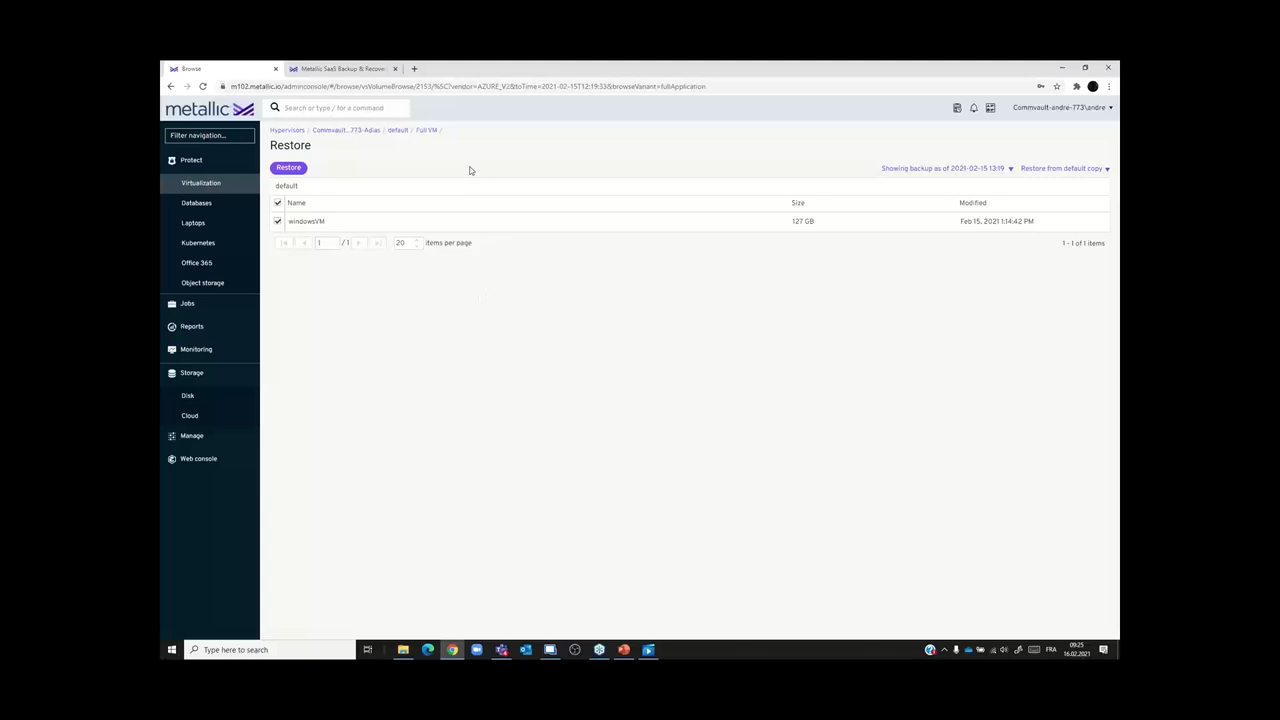 Browse
Metallic SaaS Backup & Recove
m102.metallic.io/adminconsole/#/browse/vsVolumeBrowse/2153/%5C?vendor=AZURE_V2&toTime=2021-02-15T12:19:33&browseVariant=fullApplication
metallic
Search or type / for a command
Commvault-andre-773\andre
Filter navigation...
Protect
Virtualization
Databases
Laptops
Kubernetes
Office 365
Object storage
Jobs
Reports
Monitoring
Storage
Disk
Cloud
Manage
Web console
Hypervisors / Commvault...773-Adias / default / Full VM /
Restore
Restore
Showing backup as of 2021-02-15 13:19
Restore from default copy
default
Name Size Modified
windowsVM 127 GB Feb 15, 2021 1:14:42 PM
1 / 1 20 items per page 1 - 1 of 1 items
Type here to search
FRA
09:25
16.02.2021